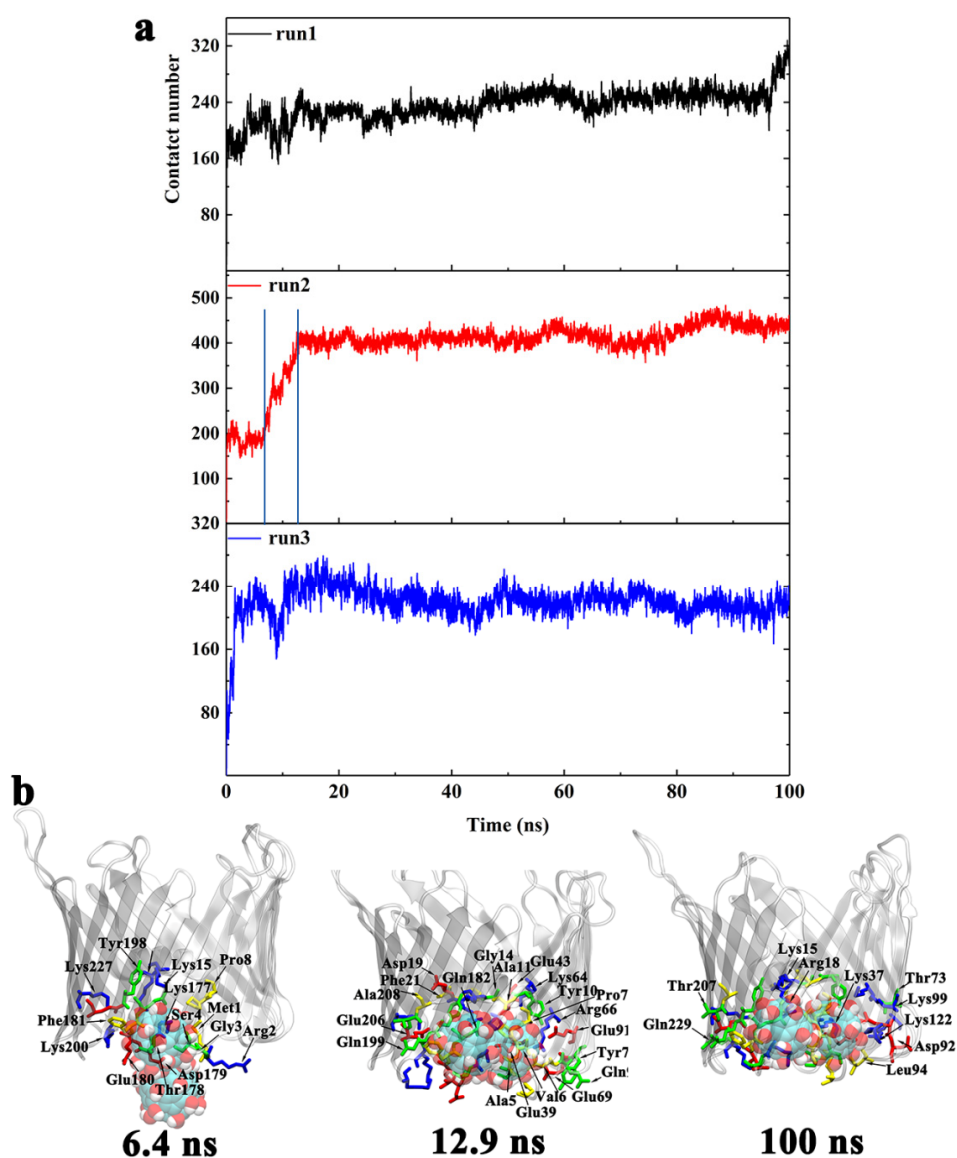 a
run1
Contatct number
320
240
160
80
run2
500
400
300
200
100
run3
320
240
160
80
0 20 40 60 80 100
Time (ns)
b
Tyr198
Lys227
Lys15
Pro8
Lys177
Ser4
Met1
Phe181
Gly3
Arg2
Lys200
Asp179
Glu180
Thr178
6.4 ns
Gly14
Glu43
Asp19
Ala11
Phe21
Gln182
Lys64
Ala208
Tyr10
Pro7
Glu206
Arg66
Gln199
Glu91
Tyr7
Gln
Ala5
Val6
Glu69
Glu39
12.9 ns
Lys15
Arg18
Lys37
Thr73
Thr207
Lys99
Gln229
Lys122
Asp92
Leu94
100 ns